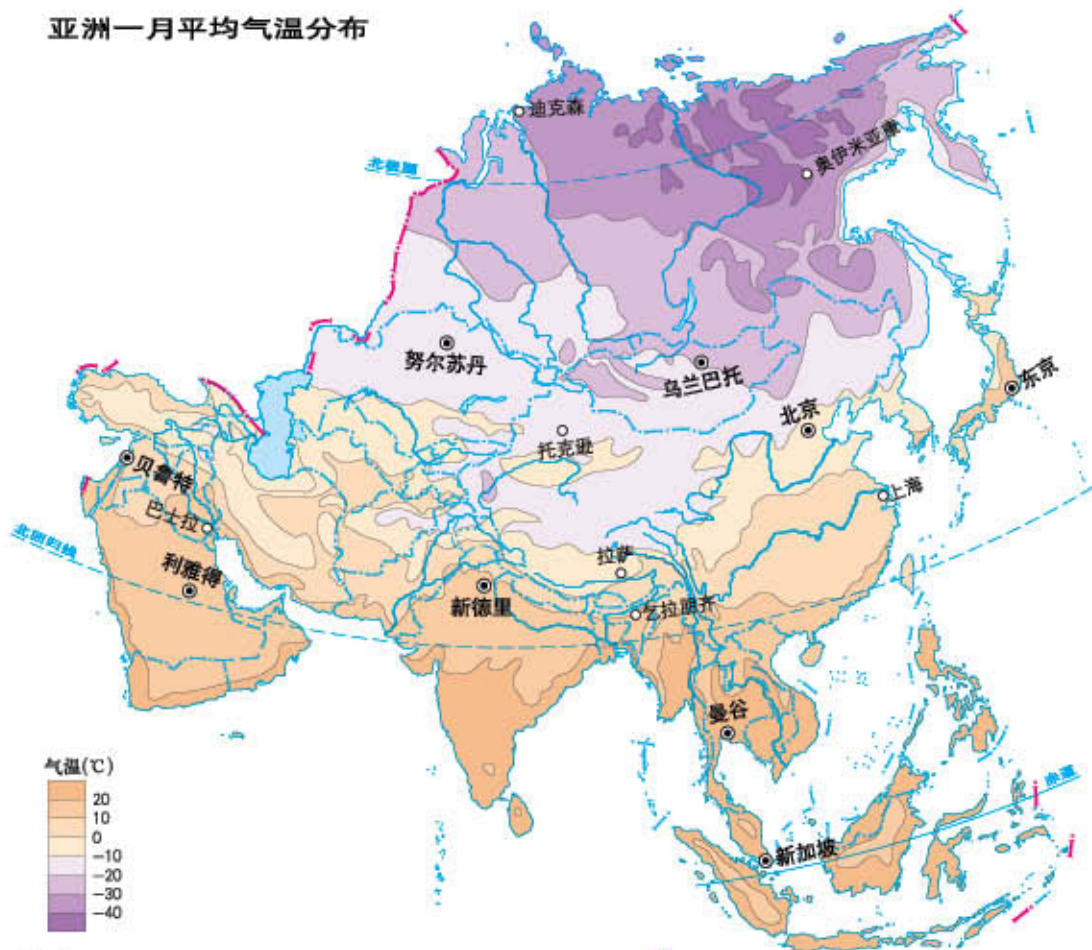 亚洲一月平均气温分布
迪克森
北极圈
奥伊米亚康
努尔苏丹
乌兰巴托
东京
北京
托克逊
贝鲁特
上海
巴士拉
北回归线
拉萨
利雅得
新德里
乞拉朋齐
曼谷
气温(℃)
20
10
0
−10
−20
−30
−40
赤道
新加坡